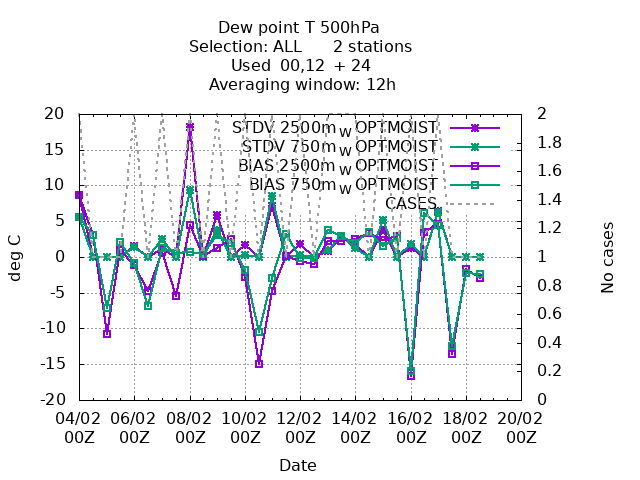 Dew point T 500hPa
Selection: ALL 2 stations
Used 00,12 + 24
Averaging window: 12h
STDV 2500m_W OPTMOIST
STDV 750m_W OPTMOIST
BIAS 2500m_W OPTMOIST
BIAS 750m_W OPTMOIST
CASES
deg C
20
15
10
5
0
-5
-10
-15
-20
No cases
2
1.8
1.6
1.4
1.2
1
0.8
0.6
0.4
0.2
0
04/02 06/02 08/02 10/02 12/02 14/02 16/02 18/02 20/02
00Z 00Z 00Z 00Z 00Z 00Z 00Z 00Z 00Z
Date